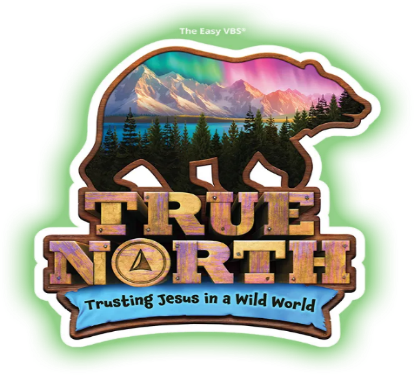 The Easy VBS®
TRUE
NORTH
Trusting Jesus in a Wild World